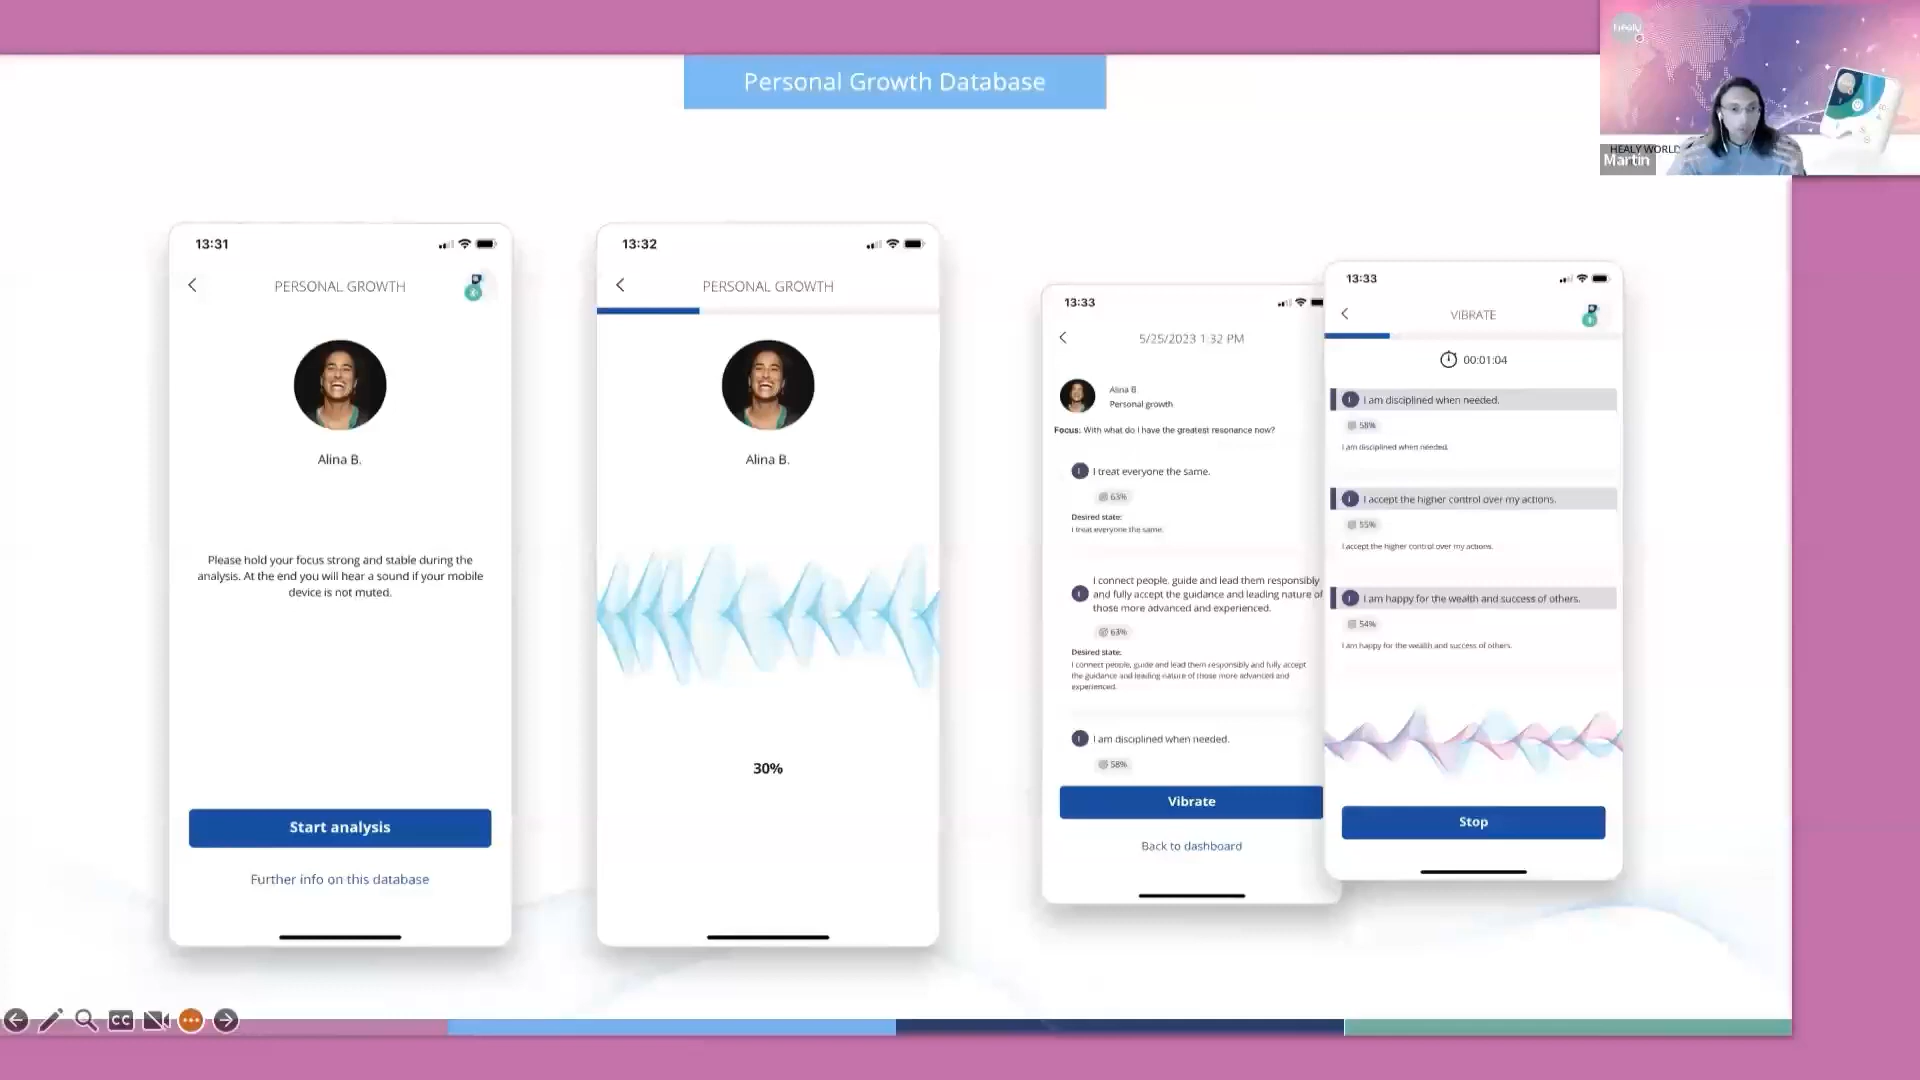 Personal Growth Database
HEALY WORLD
Martin
13:31
PERSONAL GROWTH
Alina B.
Please hold your focus strong and stable during the
analysis. At the end you will hear a sound if your mobile
device is not muted.
Start analysis
Further info on this database
13:32
PERSONAL GROWTH
Alina B.
30%
13:33
5/25/2023 1:32 PM
Alina B
Personal growth
Focus: With what do I have the greatest resonance now?
I I treat everyone the same.
63%
Desired state:
I treat everyone the same.
I connect people, guide and lead them responsibly
I and fully accept the guidance and leading nature of
those more advanced and experienced.
63%
Desired state:
I connect people, guide and lead them responsibly and fully accept
the guidance and leading nature of those more advanced and
experienced.
I I am disciplined when needed.
58%
Vibrate
Back to dashboard
13:33
VIBRATE
00:01:04
I I am disciplined when needed.
58%
I am disciplined when needed.
I I accept the higher control over my actions.
55%
I accept the higher control over my actions.
I I am happy for the wealth and success of others.
54%
I am happy for the wealth and success of others.
Stop
CC